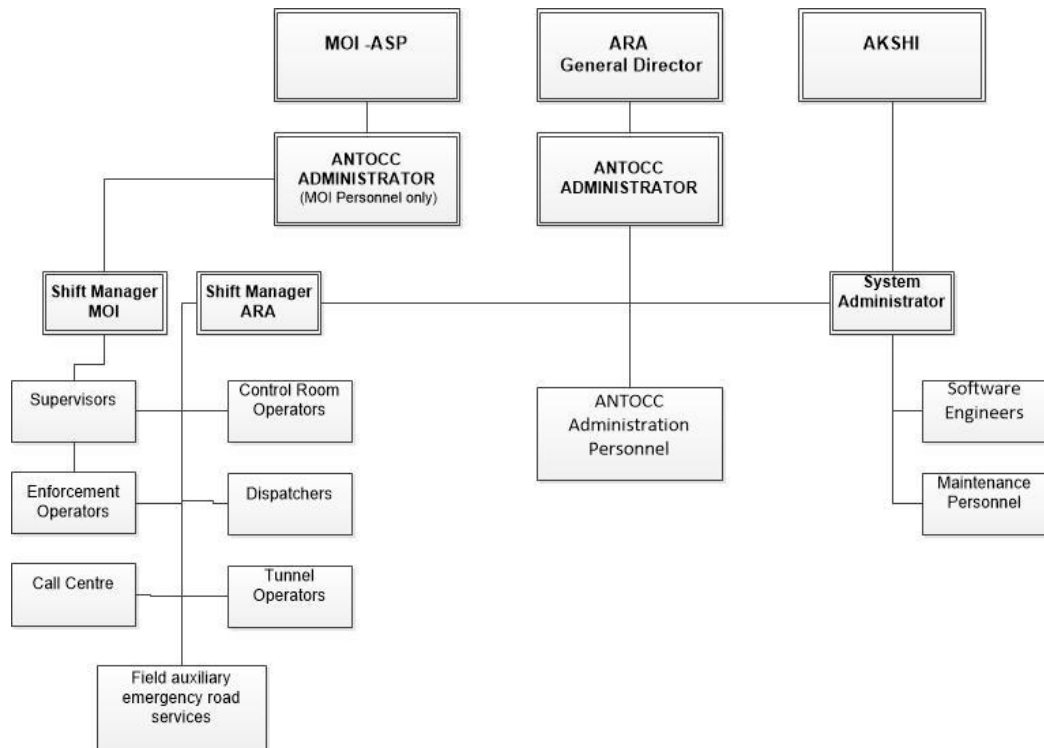 MOI -ASP
ARA
General Director
AKSHI
ANTOCC
ADMINISTRATOR
(MOI Personnel only)
ANTOCC
ADMINISTRATOR
Shift Manager
MOI
Shift Manager
ARA
System
Administrator
Supervisors
Control Room
Operators
ANTOCC
Administration
Personnel
Software
Engineers
Enforcement
Operators
Dispatchers
Maintenance
Personnel
Call Centre
Tunnel
Operators
Field auxiliary
emergency road
services